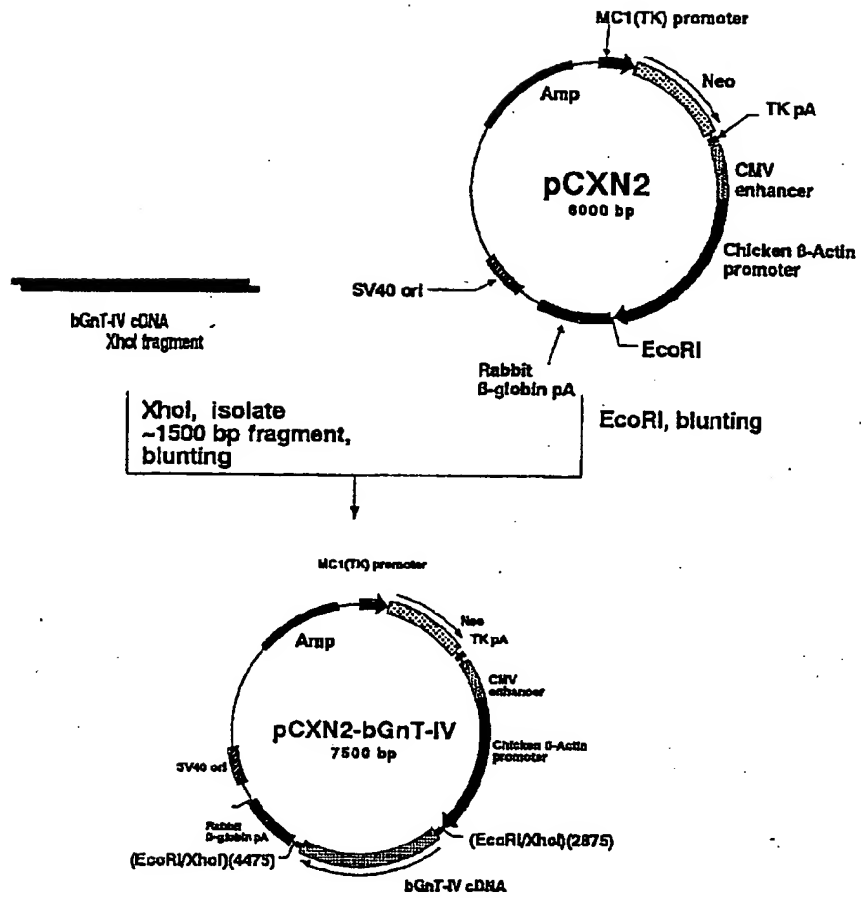 MC1(TK) promoter
Neo
Amp
TK pA
pCXN2
6000 bp
CMV
enhancer
Chicken β-Actin
promoter
SV40 ori
bGnT-IV cDNA
XhoI fragment
EcoRI
Rabbit
β-globin pA
XhoI, isolate
~1500 bp fragment,
blunting
EcoRI, blunting
MC1(TK) promoter
Neo
TK pA
Amp
CMV
enhancer
pCXN2-bGnT-IV
7500 bp
Chicken β-Actin
promoter
SV40 ori
Rabbit
β-globin pA
(EcoRI/XhoI)(2875)
(EcoRI/XhoI)(4475)
bGnT-IV cDNA